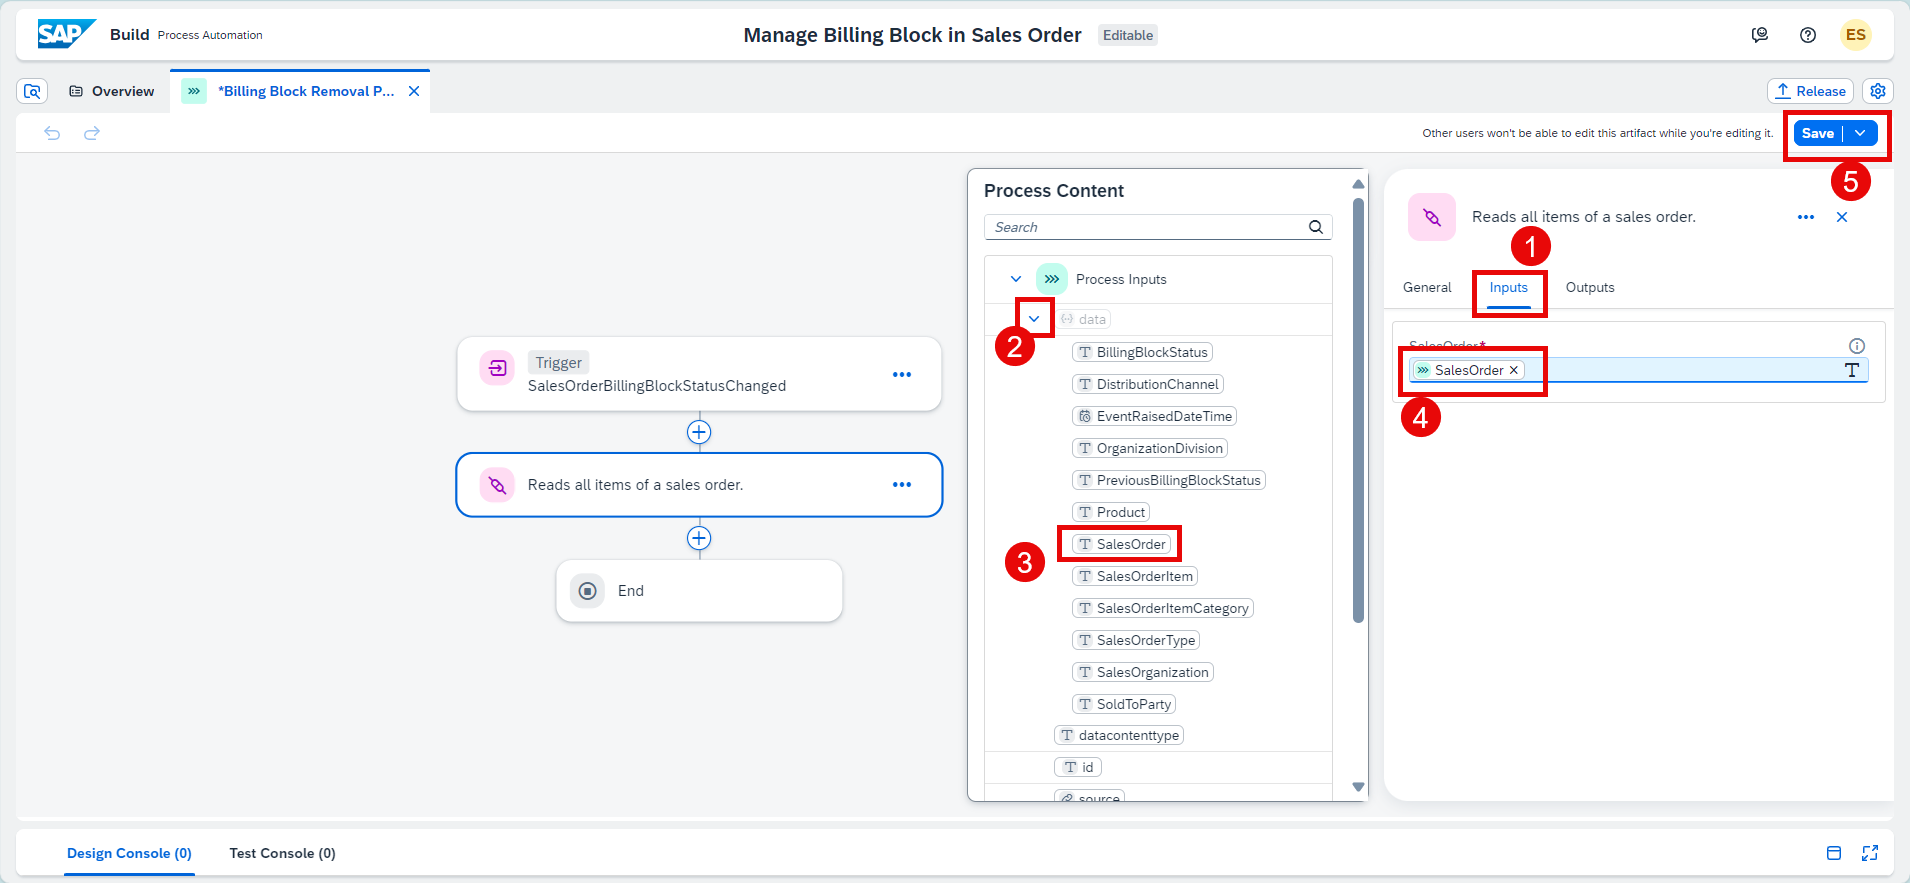 SAP Build Process Automation
Manage Billing Block in Sales Order Editable
ES
Overview
*Billing Block Removal P...
Release
Other users won't be able to edit this artifact while you're editing it.
Save
5
Trigger
SalesOrderBillingBlockStatusChanged
Reads all items of a sales order.
End
Process Content
Search
Process Inputs
2
data
BillingBlockStatus
DistributionChannel
EventRaisedDateTime
OrganizationDivision
PreviousBillingBlockStatus
Product
3
SalesOrder
SalesOrderItem
SalesOrderItemCategory
SalesOrderType
SalesOrganization
SoldToParty
datacontenttype
id
source
Reads all items of a sales order.
1
General Inputs Outputs
SalesOrder*
SalesOrder
4
Design Console (0) Test Console (0)